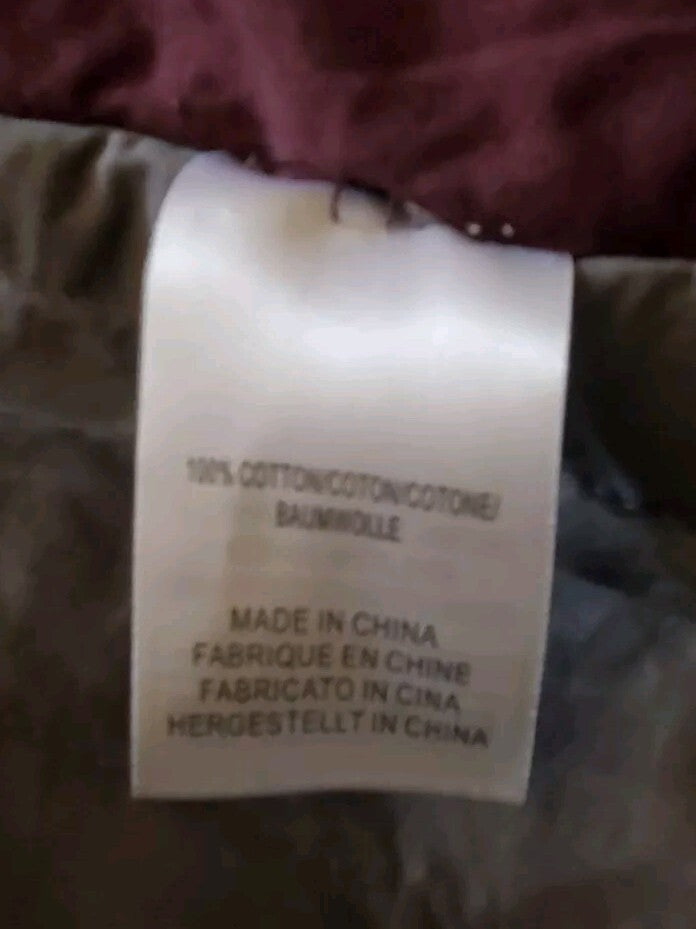 100% COTTON/COTON/COTONE/
BAUMWOLLE
MADE IN CHINA
FABRIQUE EN CHINE
FABRICATO IN CINA
HERGESTELLT IN CHINA